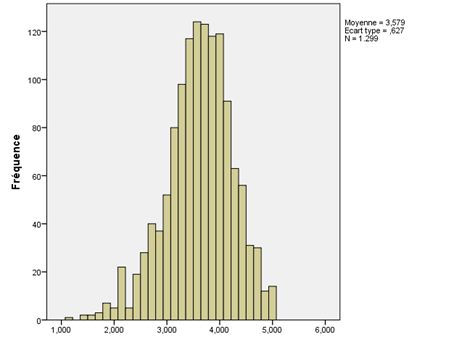 Moyenne = 3,579
Ecart type = ,627
N = 1.299
Fréquence
120
100
80
60
40
20
0
1,000 2,000 3,000 4,000 5,000 6,000